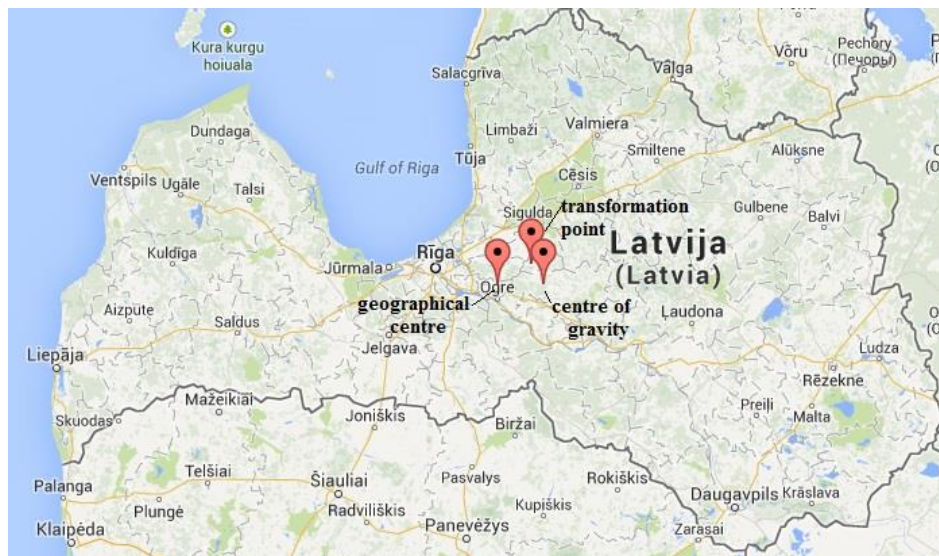 Kura kurgu
hoiuala
Salacgrīva
Valga
Võru
Pechory
(Печоры)
Dundaga
Limbaži
Valmiera
Gulf of Riga
Tūja
Smiltene
Alūksne
Ventspils
Ugāle
Talsi
Cēsis
Sigulda
transformation
point
Gulbene
Balvi
Kuldīga
Jūrmala
Rīga
Latvija
(Latvia)
Ogre
geographical
centre
centre of
gravity
Aizpute
Saldus
Jelgava
Ļaudona
Liepāja
Ludza
Rēzekne
Mažeikiai
Skuodas
Joniškis
Biržai
Preiļi
Malta
Telšiai
Šiauliai
Pasvalys
Rokiškis
Palanga
Plungė
Radviliškis
Kupiškis
Daugavpils
Krāslava
Klaipėda
Panevėžys
Zarasai